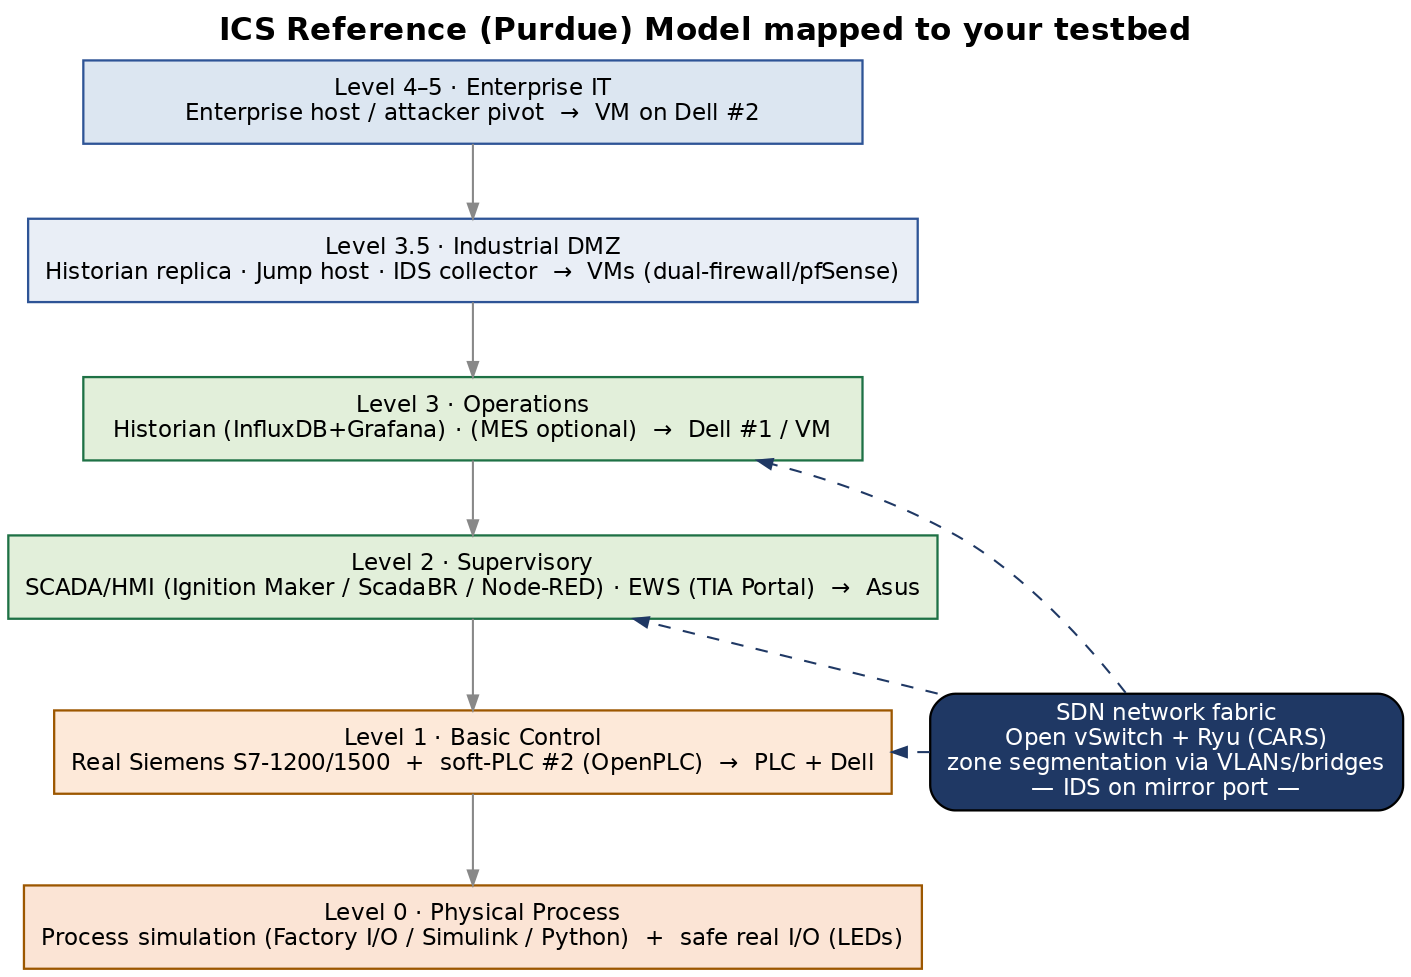 ICS Reference (Purdue) Model mapped to your testbed
Level 4–5 · Enterprise IT
Enterprise host / attacker pivot → VM on Dell #2
Level 3.5 · Industrial DMZ
Historian replica · Jump host · IDS collector → VMs (dual-firewall/pfSense)
Level 3 · Operations
Historian (InfluxDB+Grafana) · (MES optional) → Dell #1 / VM
Level 2 · Supervisory
SCADA/HMI (Ignition Maker / ScadaBR / Node-RED) · EWS (TIA Portal) → Asus
SDN network fabric
Open vSwitch + Ryu (CARS)
zone segmentation via VLANs/bridges
— IDS on mirror port —
Level 1 · Basic Control
Real Siemens S7-1200/1500 + soft-PLC #2 (OpenPLC) → PLC + Dell
Level 0 · Physical Process
Process simulation (Factory I/O / Simulink / Python) + safe real I/O (LEDs)